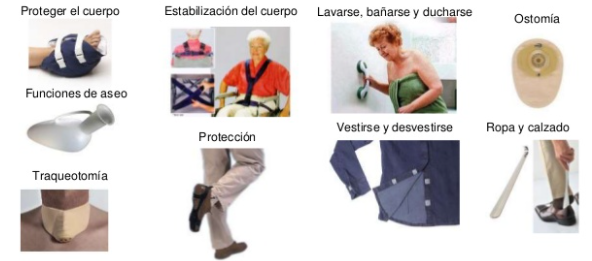 Proteger el cuerpo
Estabilización del cuerpo
Lavarse, bañarse y ducharse
Ostomía
Funciones de aseo
Protección
Vestirse y desvestirse
Ropa y calzado
Traqueotomía